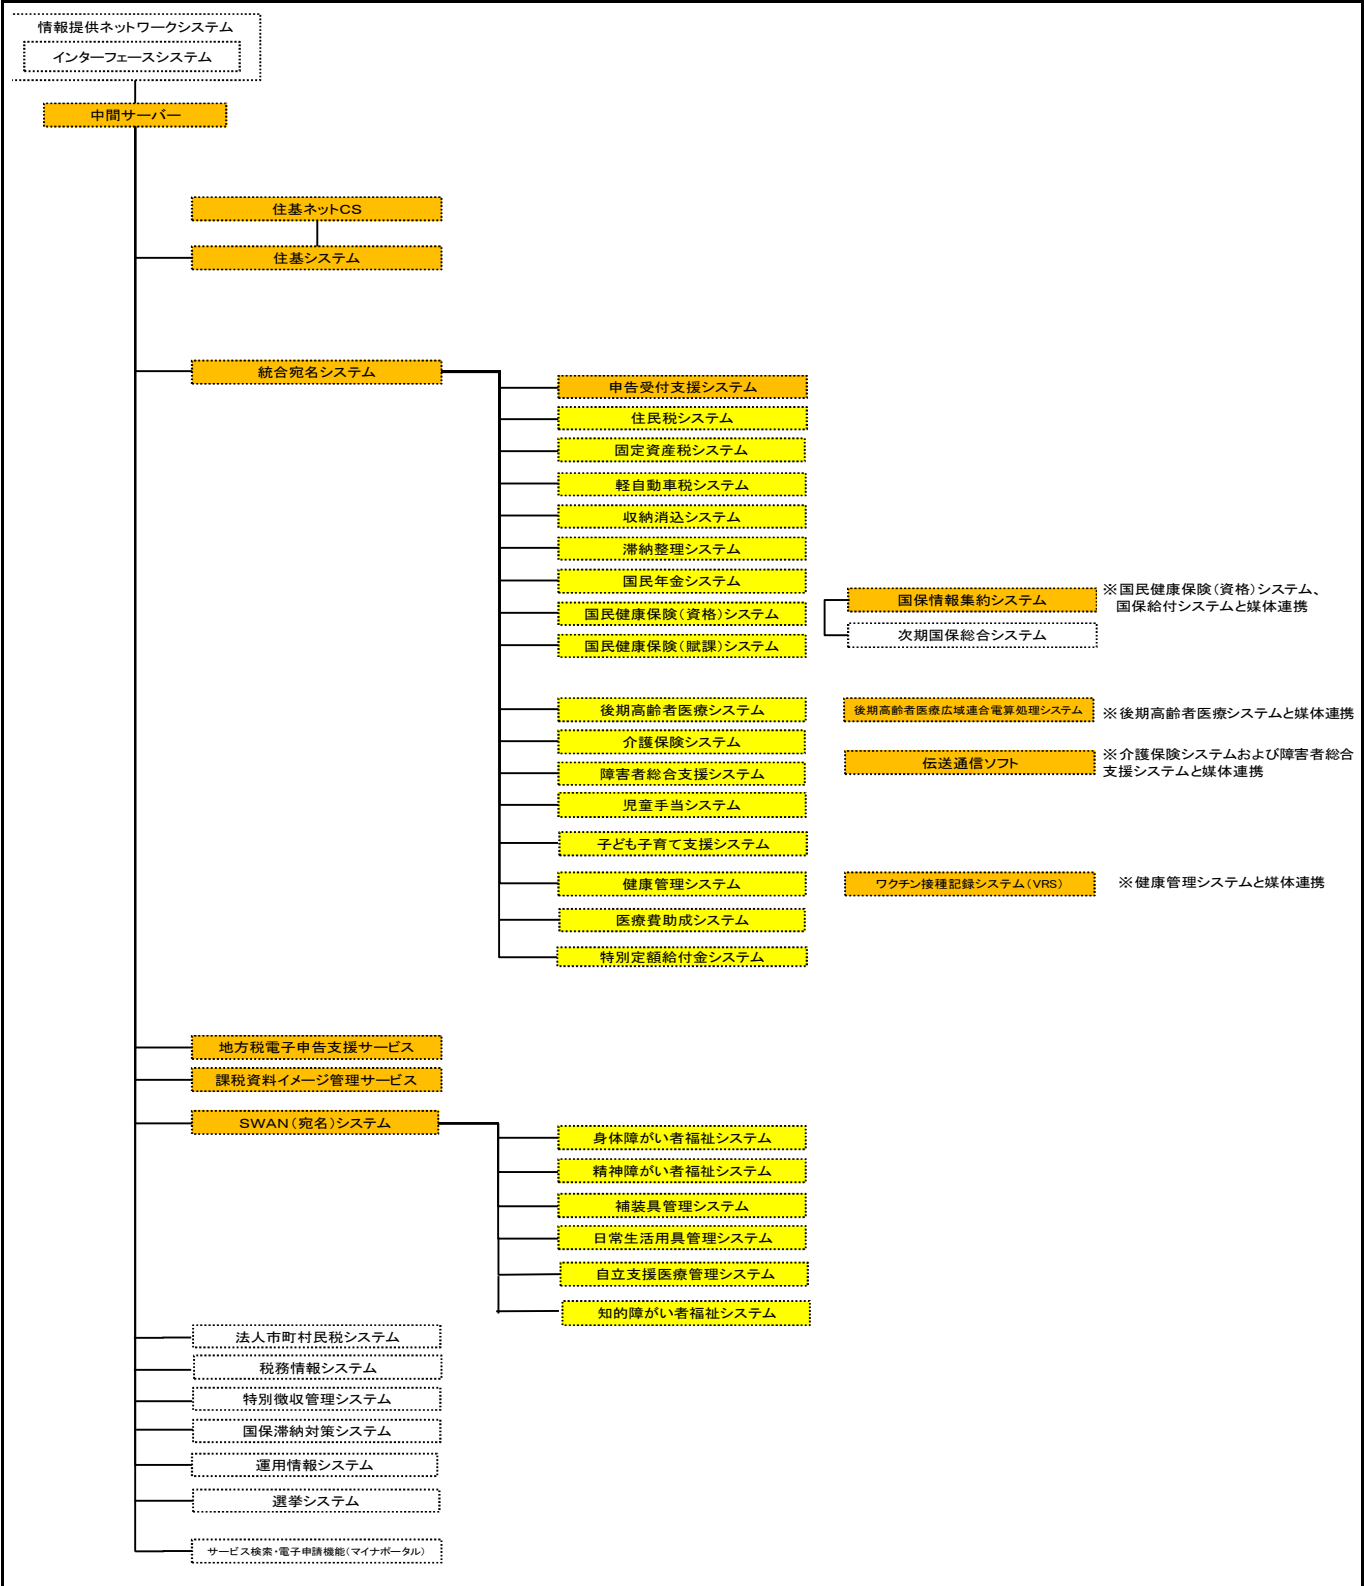 情報提供ネットワークシステム
インターフェースシステム
中間サーバー
住基ネットCS
住基システム
統合宛名システム
申告受付支援システム
住民税システム
固定資産税システム
軽自動車税システム
収納消込システム
滞納整理システム
国民年金システム
国民健康保険(資格)システム
国民健康保険(賦課)システム
国保情報集約システム
※国民健康保険(資格)システム、
国保給付システムと媒体連携
次期国保総合システム
後期高齢者医療システム
後期高齢者医療広域連合電算処理システム
※後期高齢者医療システムと媒体連携
介護保険システム
障害者総合支援システム
伝送通信ソフト
※介護保険システムおよび障害者総合
支援システムと媒体連携
児童手当システム
子ども子育て支援システム
健康管理システム
ワクチン接種記録システム(VRS)
※健康管理システムと媒体連携
医療費助成システム
特別定額給付金システム
地方税電子申告支援サービス
課税資料イメージ管理サービス
SWAN(宛名)システム
身体障がい者福祉システム
精神障がい者福祉システム
補装具管理システム
日常生活用具管理システム
自立支援医療管理システム
知的障がい者福祉システム
法人市町村民税システム
税務情報システム
特別徴収管理システム
国保滞納対策システム
運用情報システム
選挙システム
サービス検索・電子申請機能(マイナポータル)